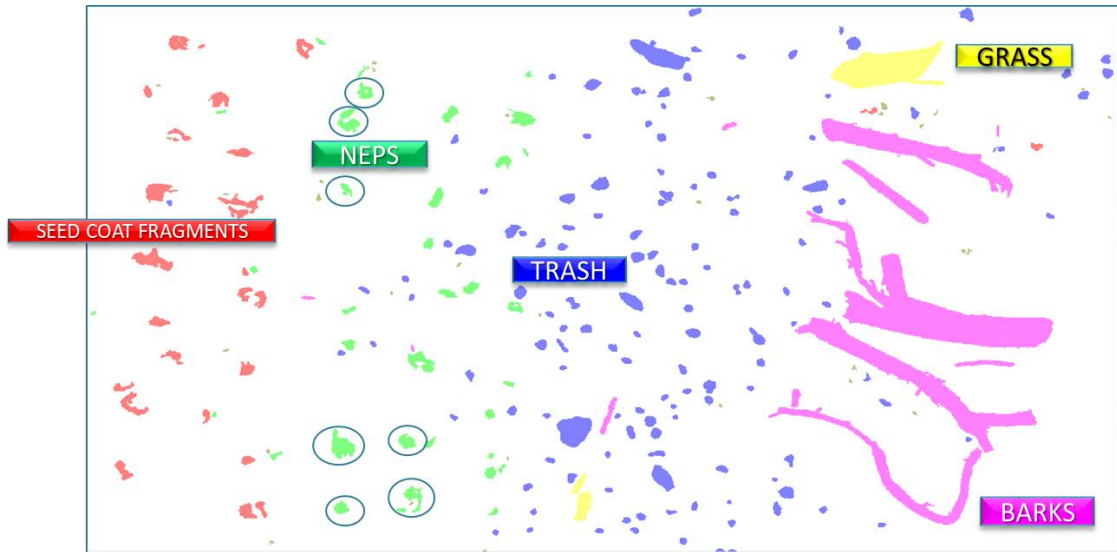 GRASS
NEPS
SEED COAT FRAGMENTS
TRASH
BARKS